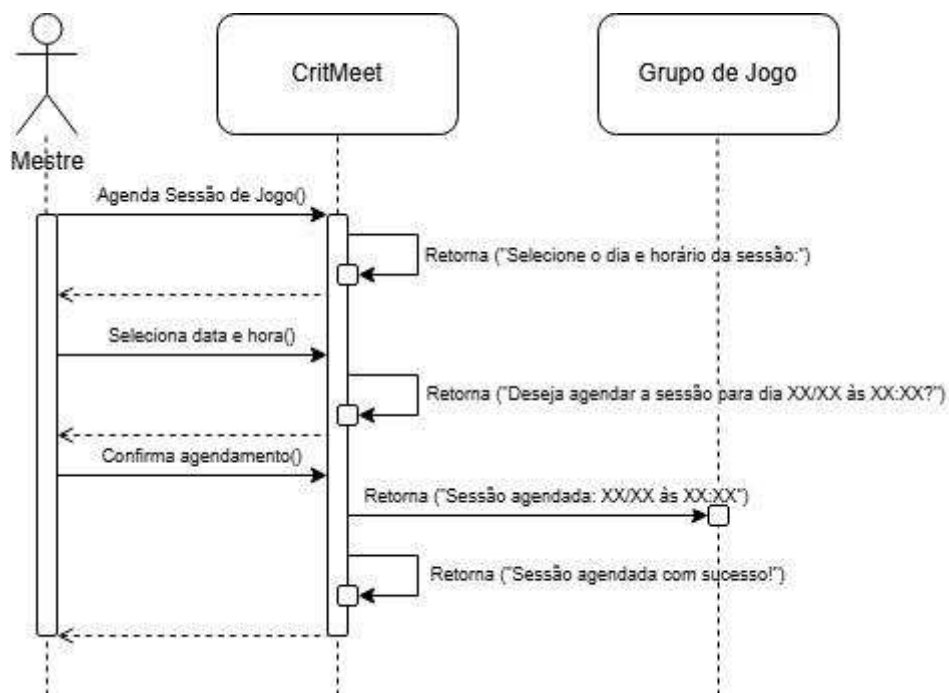 CritMeet
Grupo de Jogo
Mestre
Agenda Sessão de Jogo()
Retorna ("Selecione o dia e horário da sessão:")
Seleciona data e hora()
Retorna ("Deseja agendar a sessão para dia XX/XX às XX:XX?")
Confirma agendamento()
Retorna ("Sessão agendada: XX/XX às XX:XX")
Retorna ("Sessão agendada com sucesso!")